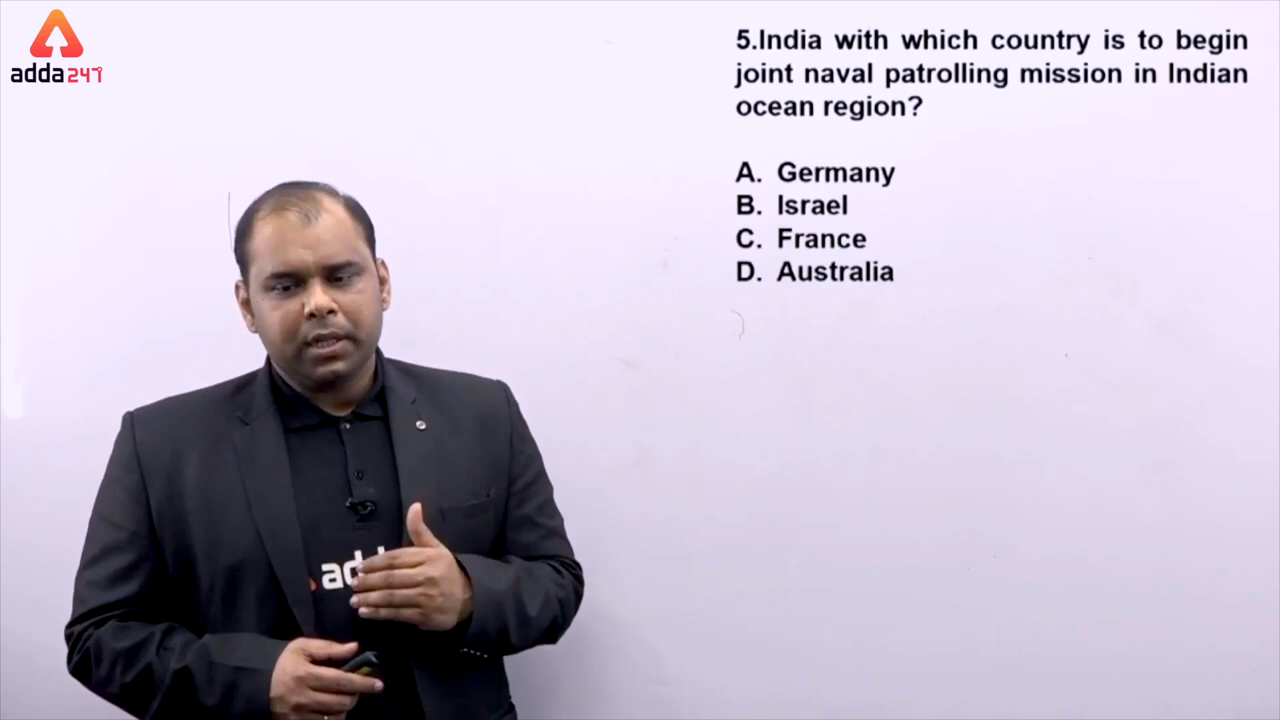 adda247
5.India with which country is to begin
joint naval patrolling mission in Indian
ocean region?
A. Germany
B. Israel
C. France
D. Australia
ad